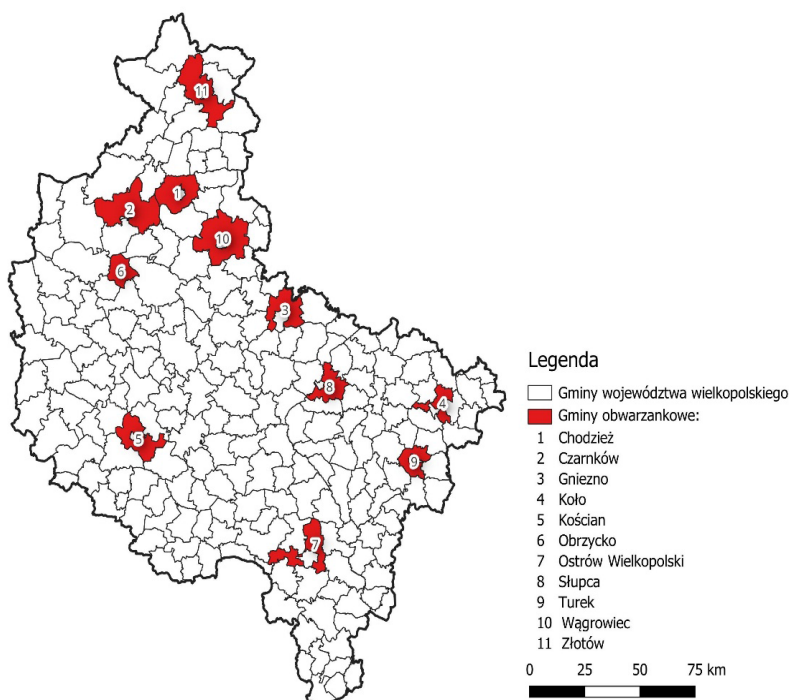 11
1
2
10
6
3
8
4
5
9
7
Legenda
Gminy województwa wielkopolskiego
Gminy obwarzankowe:
1 Chodzież
2 Czarnków
3 Gniezno
4 Koło
5 Kościan
6 Obrzycko
7 Ostrów Wielkopolski
8 Słupca
9 Turek
10 Wągrowiec
11 Złotów
0 25 50 75 km